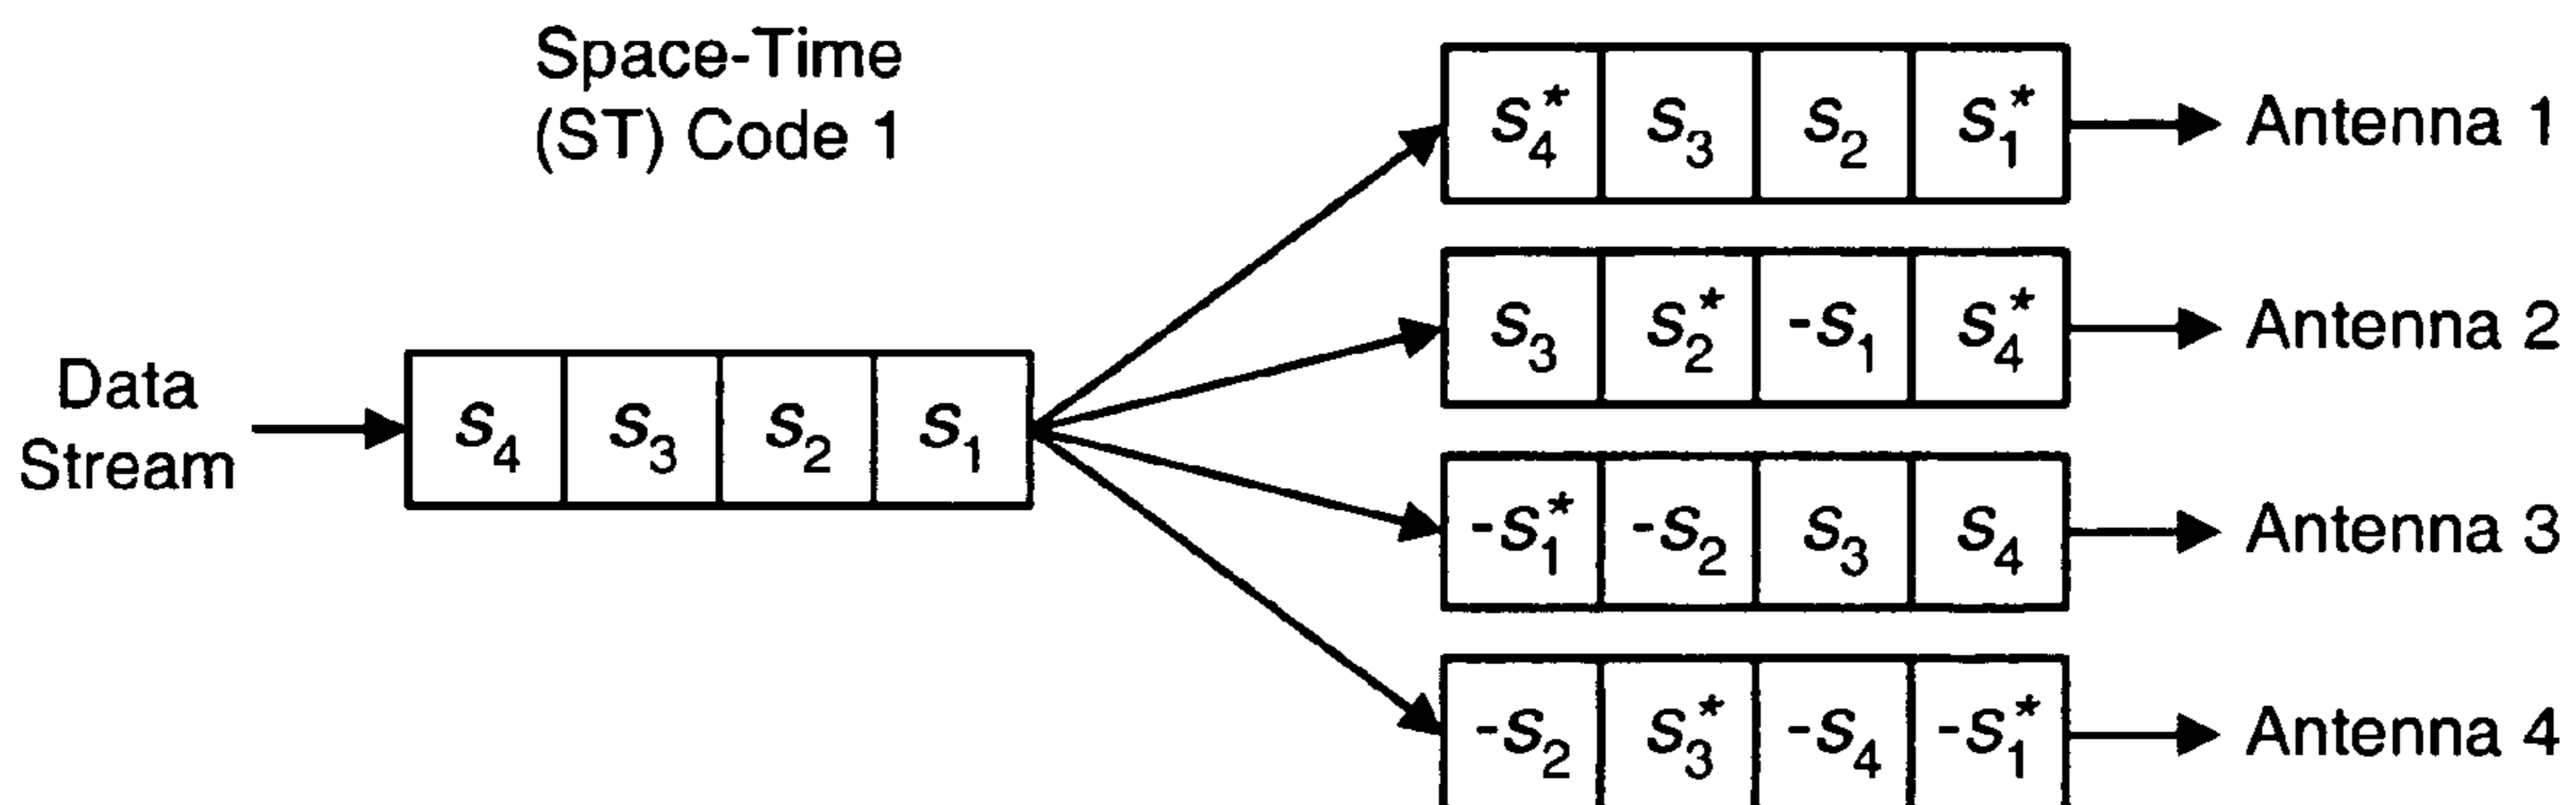 Space-Time
(ST) Code 1
Data
Stream
s₄ s₃ s₂ s₁
s₄* s₃ s₂ s₁* Antenna 1
s₃ s₂* -s₁ s₄* Antenna 2
-s₁* -s₂ s₃ s₄ Antenna 3
-s₂ s₃* -s₄ -s₁* Antenna 4